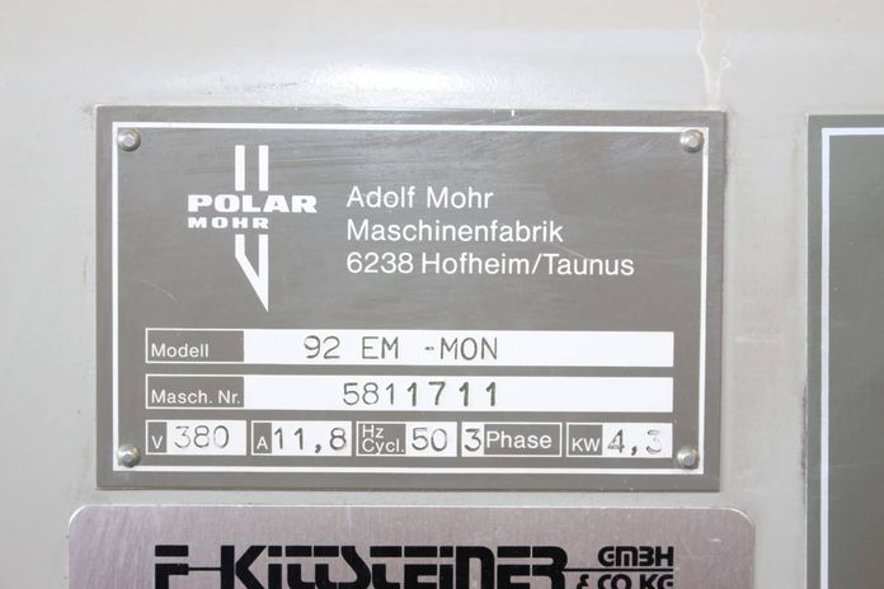 POLAR
MOHR
Adolf Mohr
Maschinenfabrik
6238 Hofheim/Taunus
Modell 92 EM -MON
Masch. Nr. 5811711
V 380 A 11,8 Hz Cycl. 50 3 Phase KW 4,3
F-KITTSTEINER GMBH & CO KG